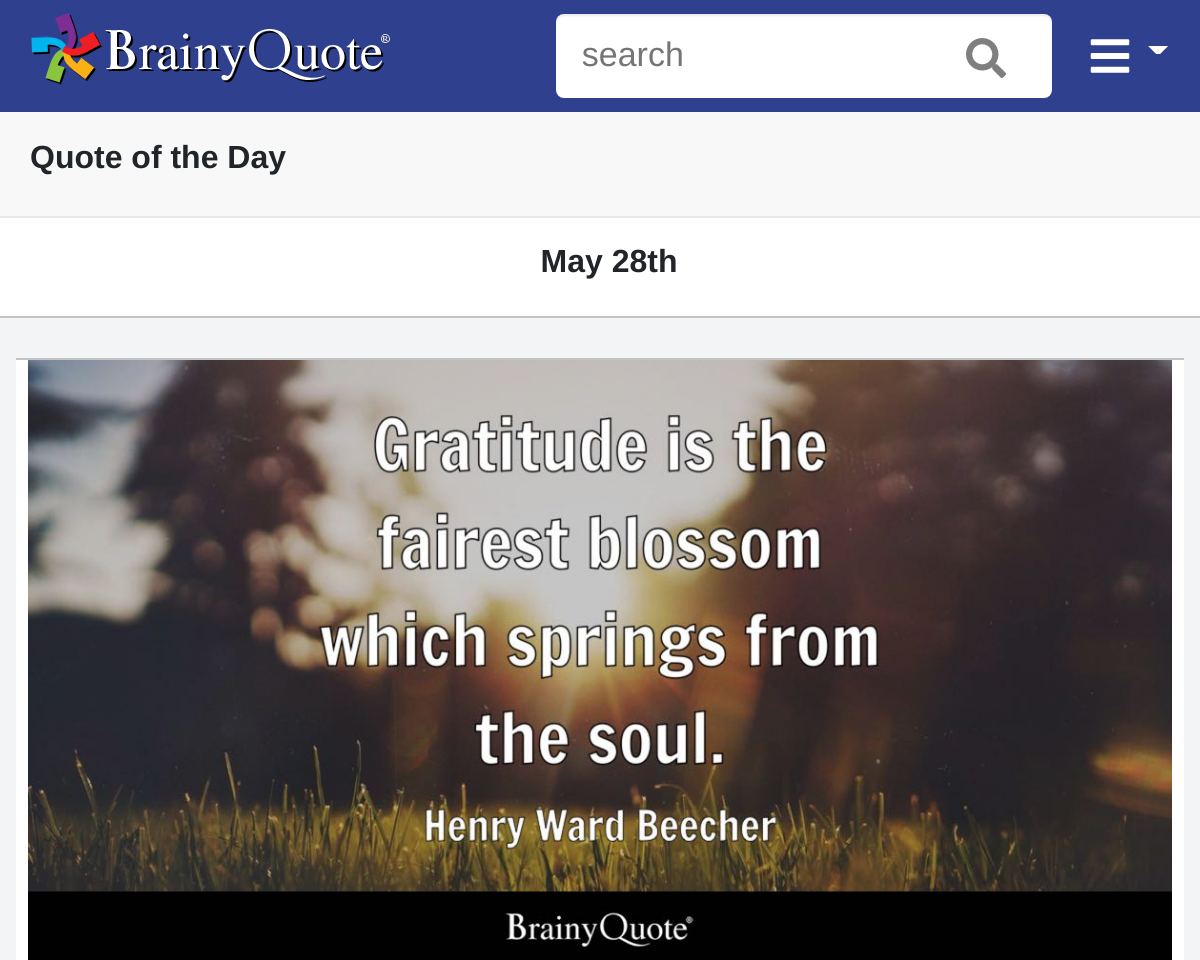 BrainyQuote®
search
Quote of the Day
May 28th
Gratitude is the
fairest blossom
which springs from
the soul.
Henry Ward Beecher
BrainyQuote®